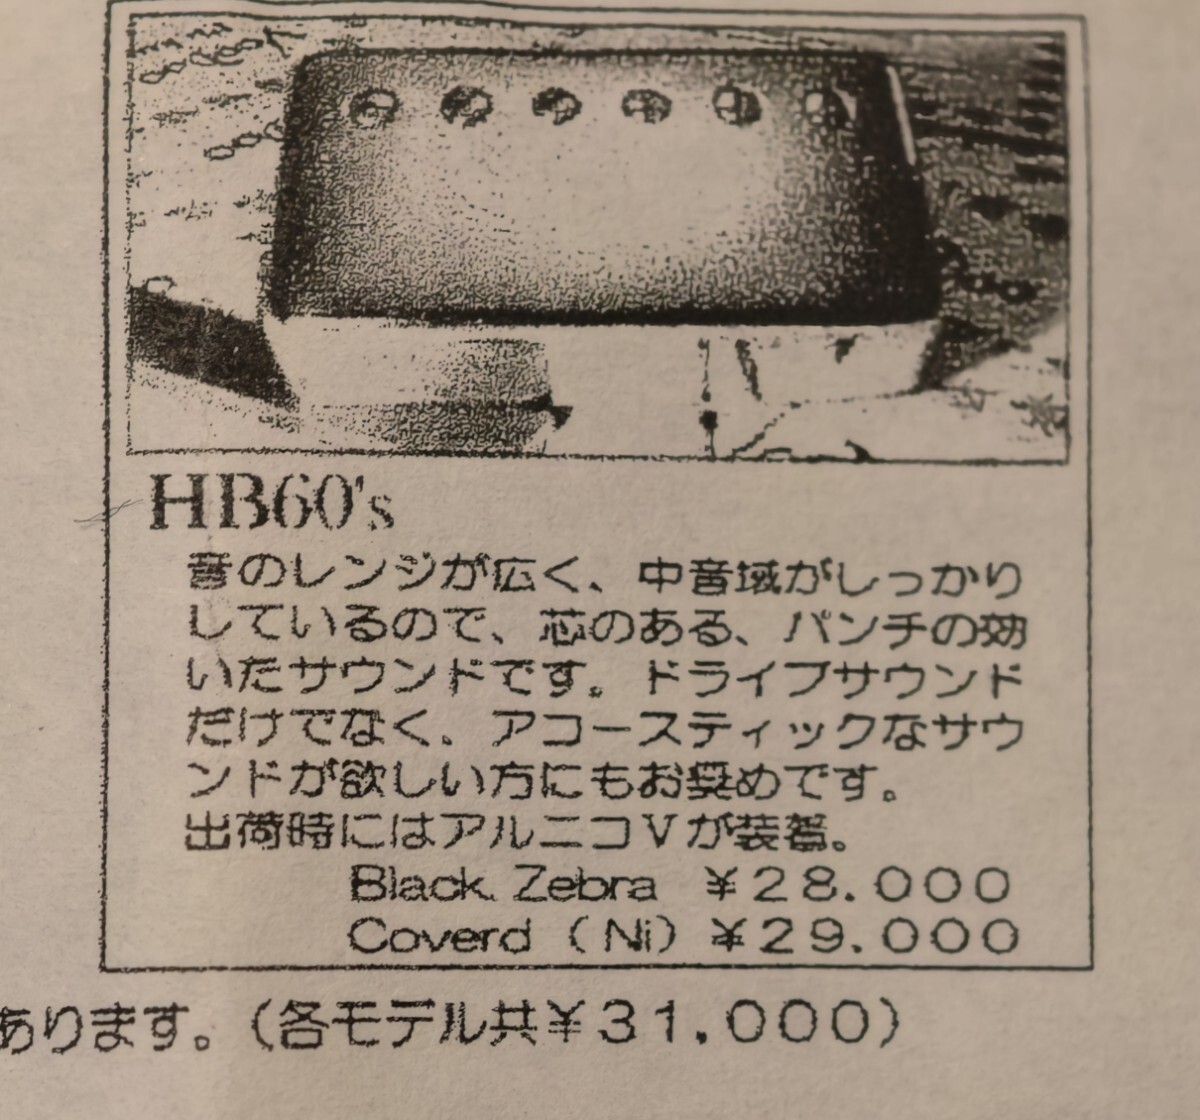 HB60's
音のレンジが広く、中音域がしっかり
しているので、芯のある、パンチの効
いたサウンドです。ドライブサウンド
だけでなく、アコースティックなサウ
ンドが欲しい方にもお奨めです。
出荷時にはアルニコVが装着。
Black Zebra ¥28.000
Coverd (Ni) ¥29.000
あります。(各モデル共¥31.000)